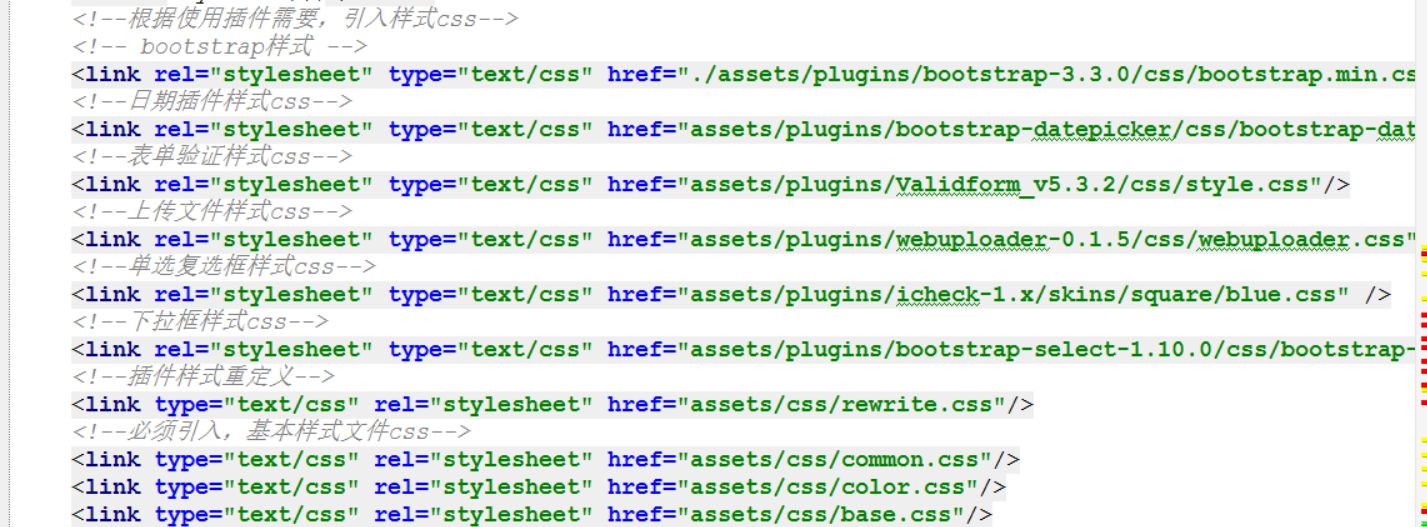 <!--根据使用插件需要，引入样式css-->
<!-- bootstrap样式 -->
<link rel="stylesheet" type="text/css" href="./assets/plugins/bootstrap-3.3.0/css/bootstrap.min.cs
<!--日期插件样式css-->
<link rel="stylesheet" type="text/css" href="assets/plugins/bootstrap-datepicker/css/bootstrap-dat
<!--表单验证样式css-->
<link rel="stylesheet" type="text/css" href="assets/plugins/Validform_v5.3.2/css/style.css"/>
<!--上传文件样式css-->
<link rel="stylesheet" type="text/css" href="assets/plugins/webuploader-0.1.5/css/webuploader.css"
<!--单选复选框样式css-->
<link rel="stylesheet" type="text/css" href="assets/plugins/icheck-1.x/skins/square/blue.css" />
<!--下拉框样式css-->
<link rel="stylesheet" type="text/css" href="assets/plugins/bootstrap-select-1.10.0/css/bootstrap-
<!--插件样式重定义-->
<link type="text/css" rel="stylesheet" href="assets/css/rewrite.css"/>
<!--必须引入，基本样式文件css-->
<link type="text/css" rel="stylesheet" href="assets/css/common.css"/>
<link type="text/css" rel="stylesheet" href="assets/css/color.css"/>
<link type="text/css" rel="stylesheet" href="assets/css/base.css"/>